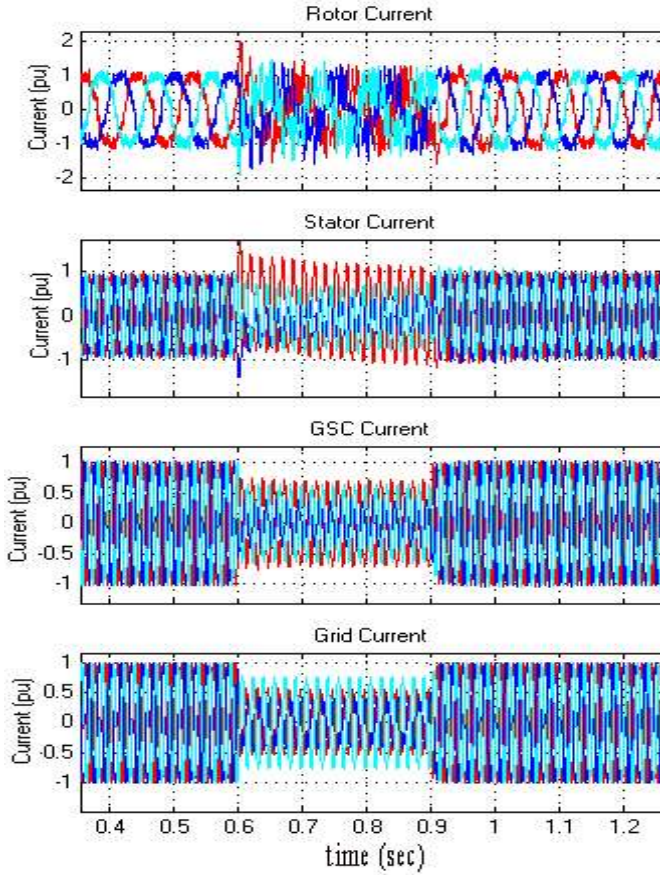 Rotor Current
2
1
0
-1
-2
Current (pu)
Stator Current
1
0
-1
Current (pu)
GSC Current
1
0.5
0
-0.5
-1
Current (pu)
Grid Current
1
0.5
0
-0.5
-1
Current (pu)
0.4 0.5 0.6 0.7 0.8 0.9 1 1.1 1.2
time (sec)